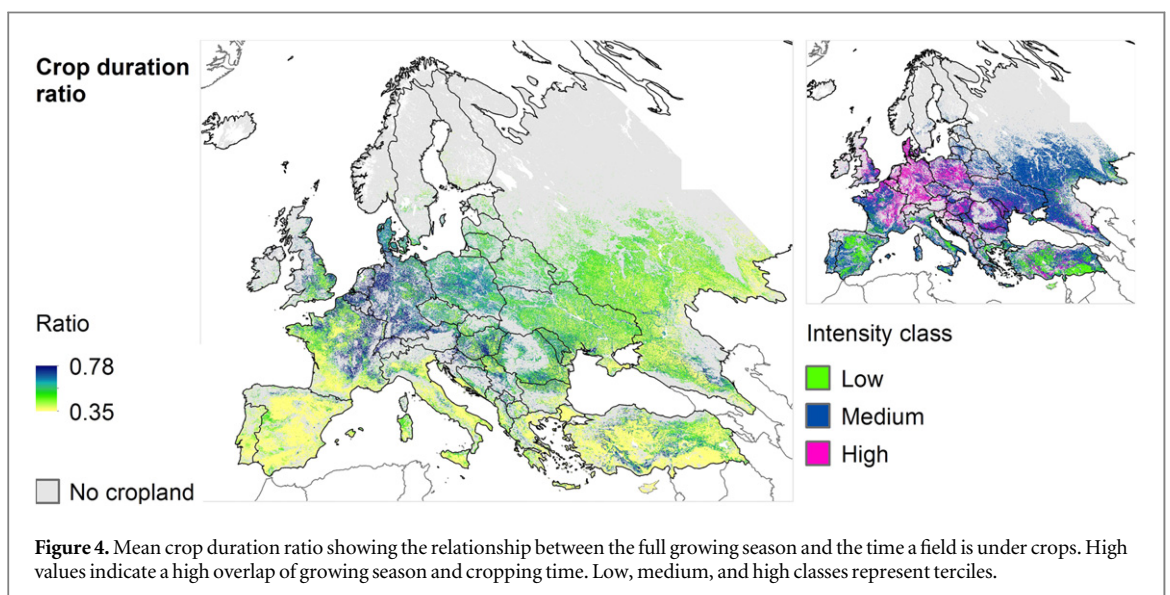 Crop duration
ratio
Ratio
0.78
0.35
No cropland
Intensity class
Low
Medium
High
Figure 4. Mean crop duration ratio showing the relationship between the full growing season and the time a field is under crops. High
values indicate a high overlap of growing season and cropping time. Low, medium, and high classes represent terciles.